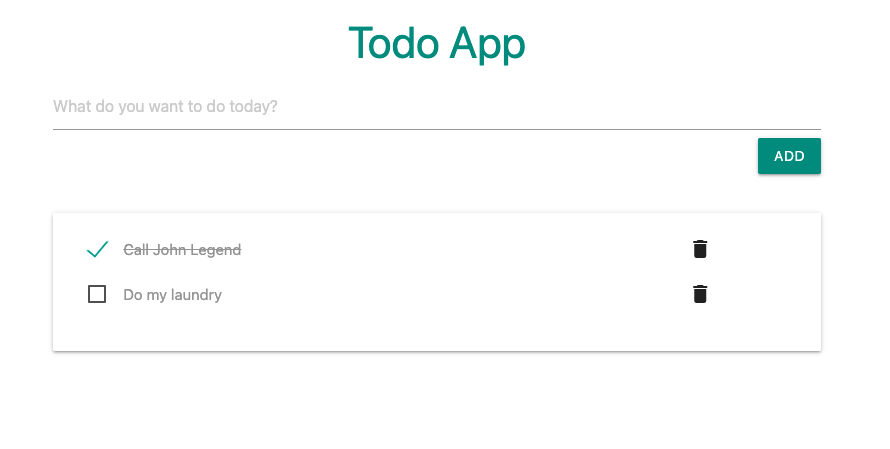 Todo App
What do you want to do today?
ADD
Call John Legend
Do my laundry